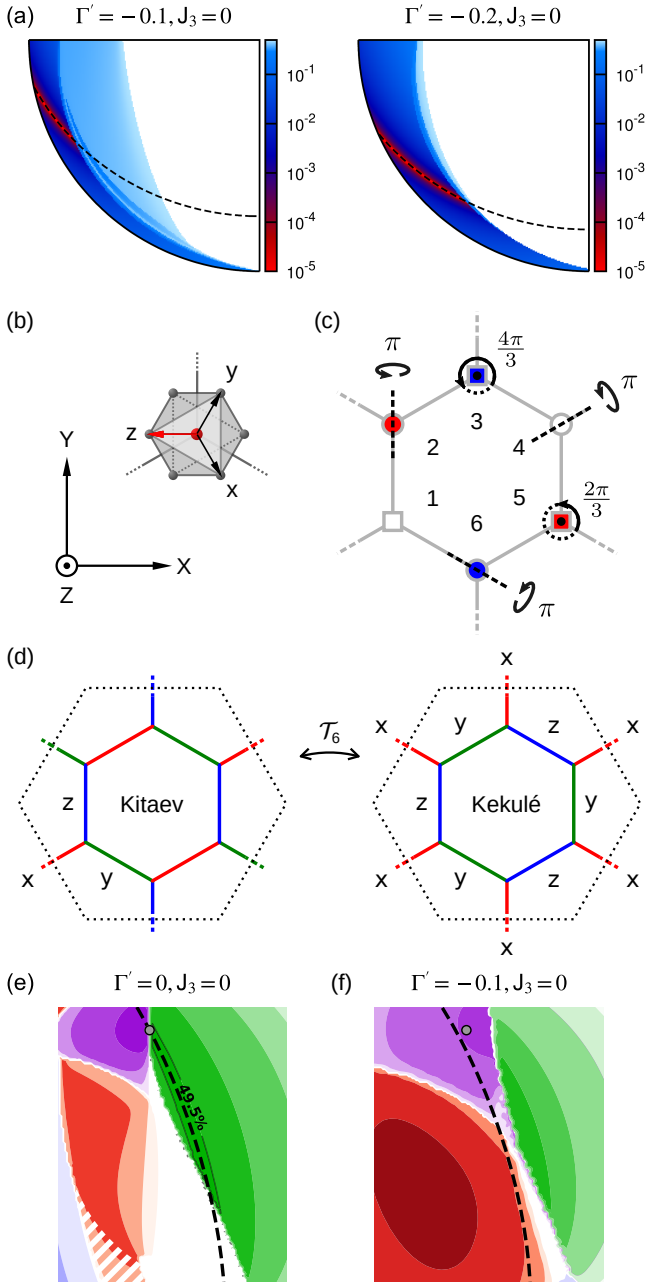 (a)
Γ′ = −0.1, J₃ = 0
Γ′ = −0.2, J₃ = 0
10⁻¹
10⁻²
10⁻³
10⁻⁴
10⁻⁵
10⁻¹
10⁻²
10⁻³
10⁻⁴
10⁻⁵
(b)
y
z
x
Y
X
Z
(c)
π
4π/3
π
3
2
4
1
5
2π/3
6
π
(d)
x
x
y
z
x
𝒯₆
z
Kitaev
z
Kekulé
y
x
y
x
y
z
x
x
(e)
Γ′ = 0, J₃ = 0
49.5%
(f)
Γ′ = −0.1, J₃ = 0